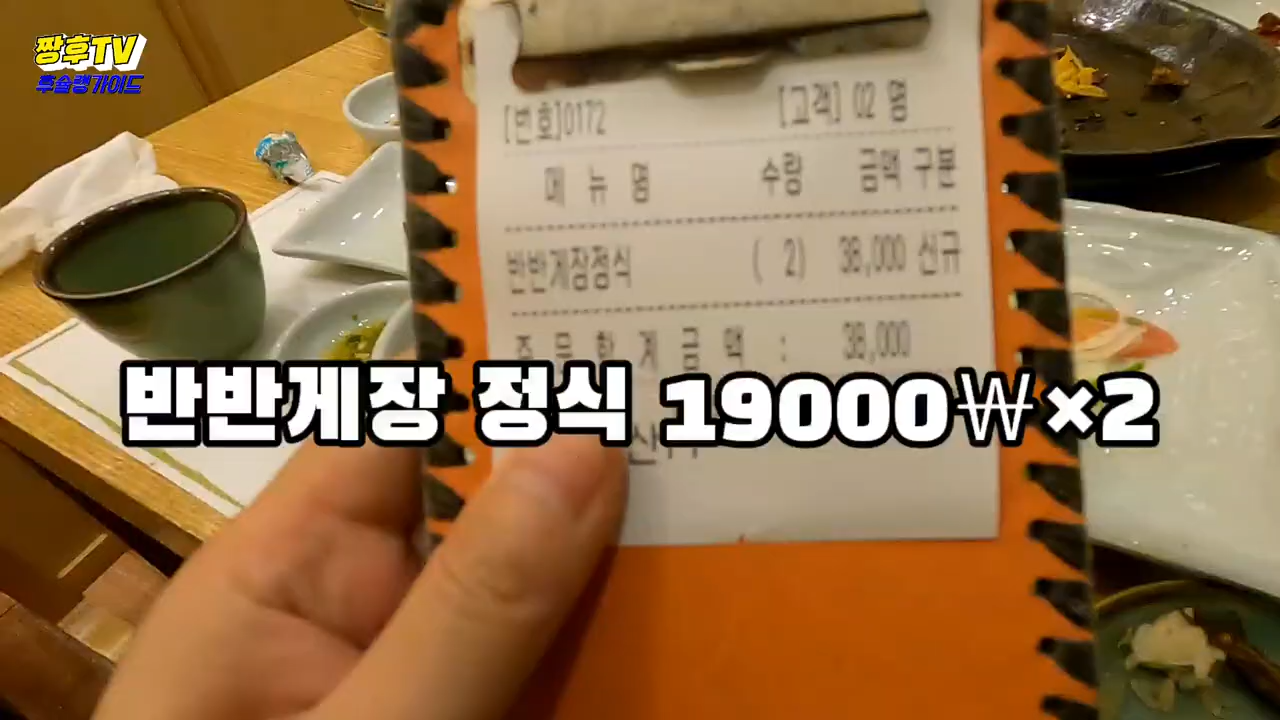 짱후TV
후슐랭가이드
[번호]0172 [고객] 02 명
메 뉴 명 수량 금액 구분
반반게장정식 ( 2) 38,000 신규
주 문 합 계 금 액 : 38,000
반반게장 정식 19000₩×2